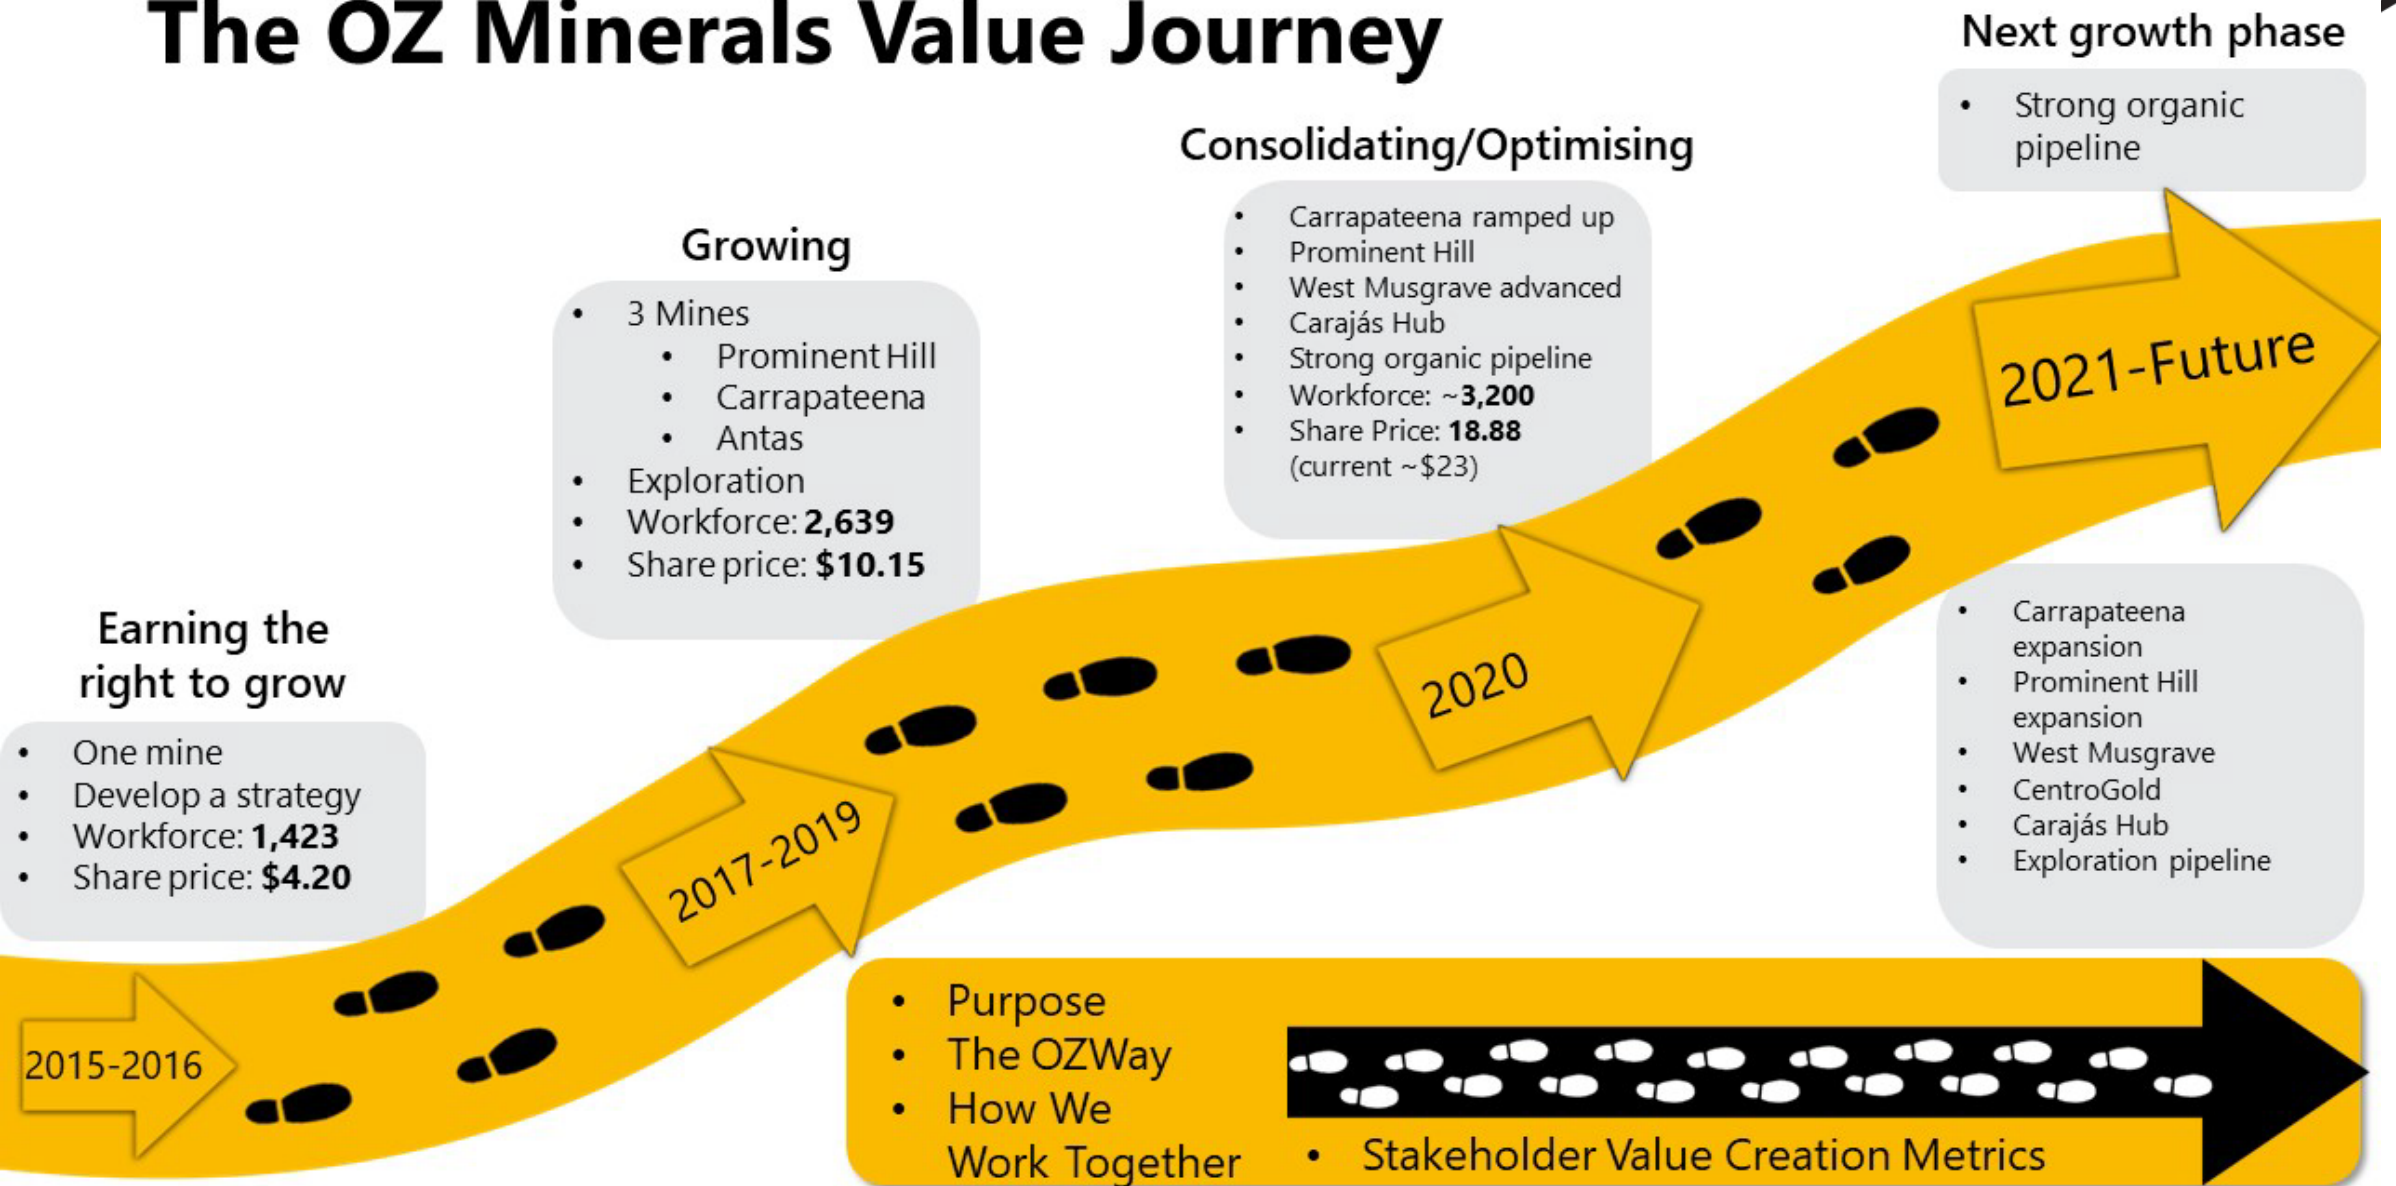 The OZ Minerals Value Journey
Earning the
right to grow
• One mine
• Develop a strategy
• Workforce: 1,423
• Share price: $4.20
2015-2016
Growing
• 3 Mines
• Prominent Hill
• Carrapateena
• Antas
• Exploration
• Workforce: 2,639
• Share price: $10.15
2017-2019
Consolidating/Optimising
• Carrapateena ramped up
• Prominent Hill
• West Musgrave advanced
• Carajás Hub
• Strong organic pipeline
• Workforce: ~3,200
• Share Price: 18.88
(current ~$23)
2020
Next growth phase
• Strong organic
pipeline
2021-Future
• Carrapateena
expansion
• Prominent Hill
expansion
• West Musgrave
• CentroGold
• Carajás Hub
• Exploration pipeline
• Purpose
• The OZWay
• How We
Work Together
• Stakeholder Value Creation Metrics